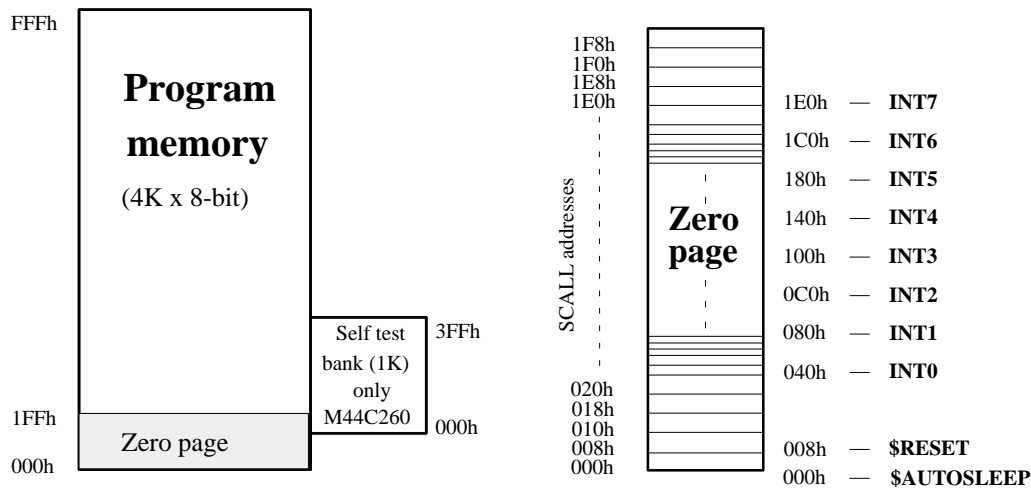 FFFh
Program
memory
(4K x 8-bit)
Self test
bank (1K)
only
M44C260
3FFh
000h
1FFh
Zero page
000h
1F8h
1F0h
1E8h
1E0h
SCALL addresses
020h
018h
010h
008h
000h
Zero
page
1E0h — INT7
1C0h — INT6
180h — INT5
140h — INT4
100h — INT3
0C0h — INT2
080h — INT1
040h — INT0
008h — $RESET
000h — $AUTOSLEEP